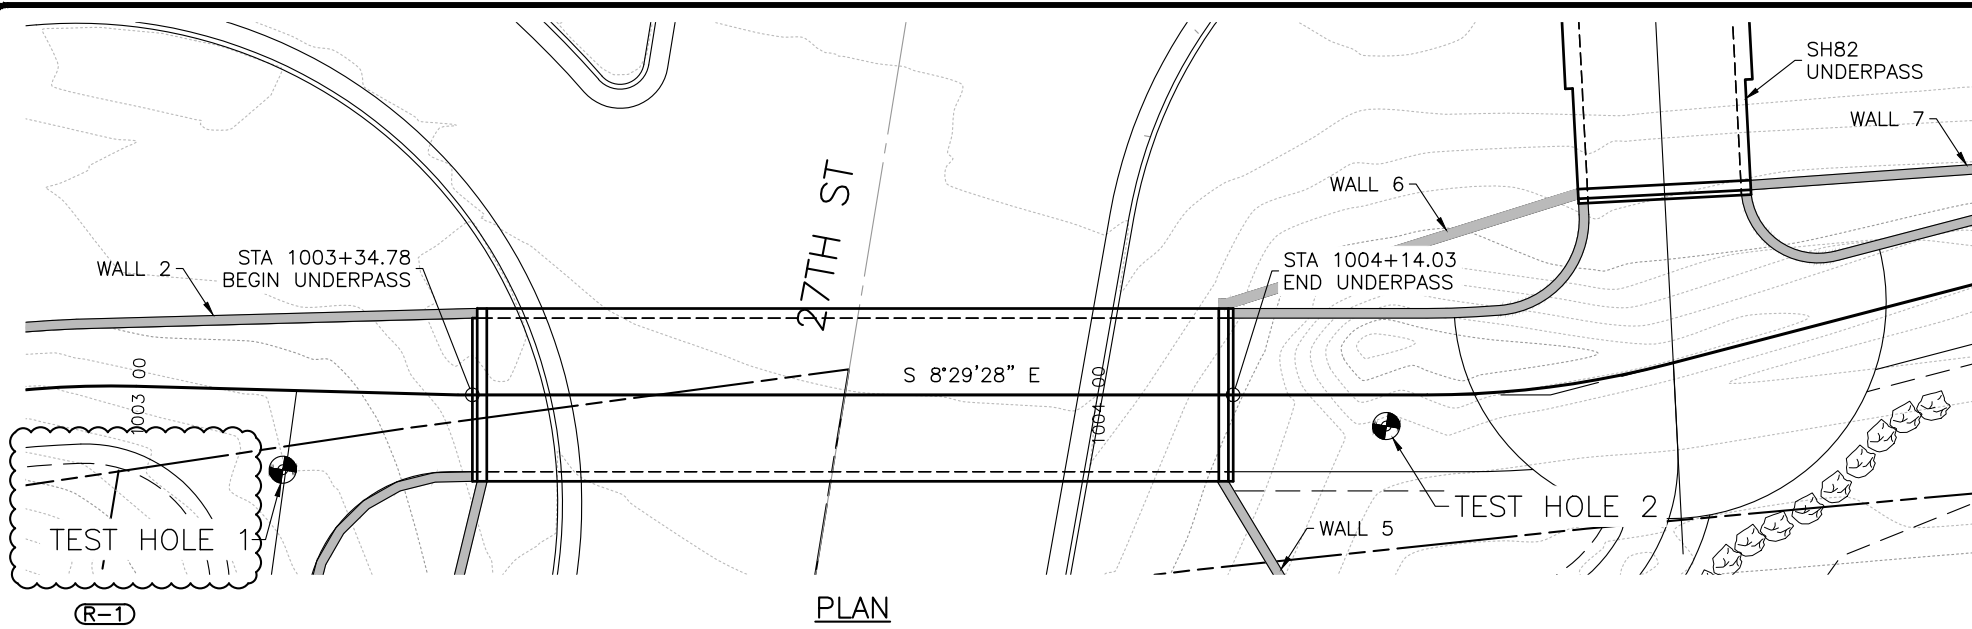 SH82
UNDERPASS
WALL 7
WALL 6
27TH ST
STA 1003+34.78
BEGIN UNDERPASS
WALL 2
STA 1004+14.03
END UNDERPASS
S 8°29'28" E
1003 00
1004 00
TEST HOLE 1
TEST HOLE 2
WALL 5
R-1
PLAN